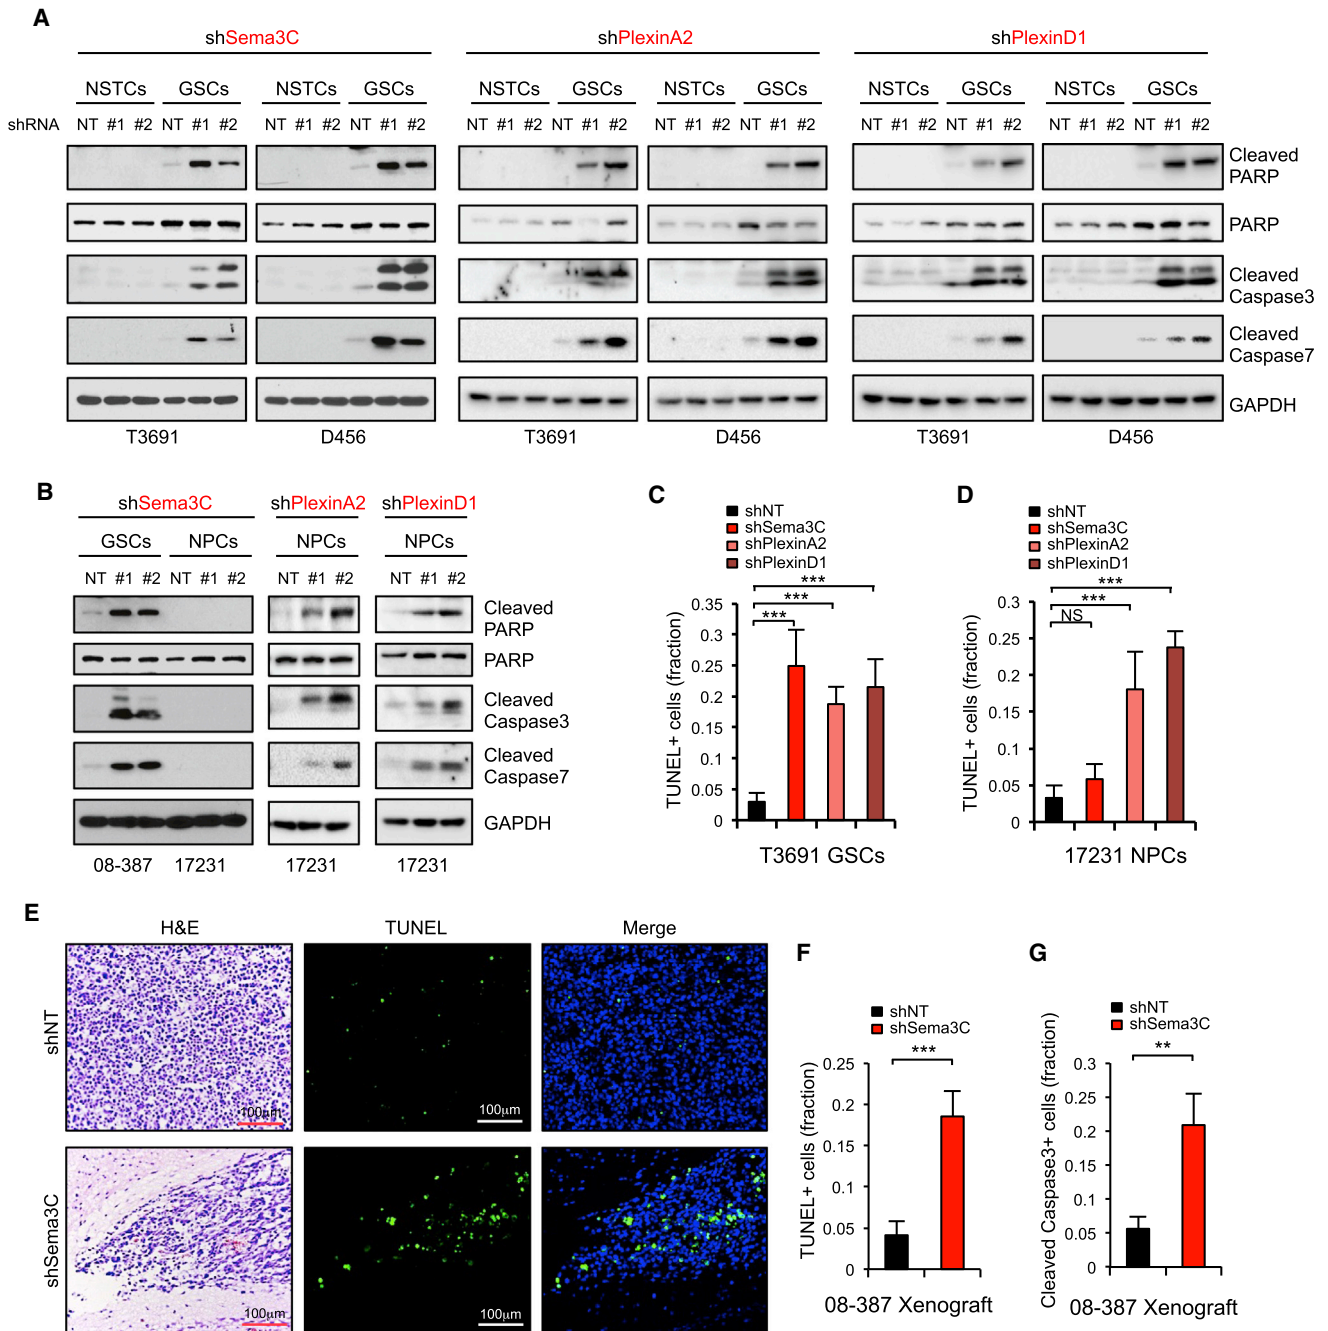 A
shSema3C shPlexinA2 shPlexinD1
NSTCs GSCs NSTCs GSCs NSTCs GSCs NSTCs GSCs NSTCs GSCs NSTCs GSCs
shRNA NT #1 #2 NT #1 #2 NT #1 #2 NT #1 #2 NT #1 #2 NT #1 #2 NT #1 #2 NT #1 #2 NT #1 #2 NT #1 #2 NT #1 #2 NT #1 #2
Cleaved
PARP
PARP
Cleaved
Caspase3
Cleaved
Caspase7
GAPDH
T3691 D456 T3691 D456 T3691 D456
B
shSema3C shPlexinA2 shPlexinD1
GSCs NPCs NPCs NPCs
NT #1 #2 NT #1 #2 NT #1 #2 NT #1 #2
Cleaved
PARP
PARP
Cleaved
Caspase3
Cleaved
Caspase7
GAPDH
08-387 17231 17231 17231
C
shNT
shSema3C
shPlexinA2
shPlexinD1
***
***
***
TUNEL+ cells (fraction)
0.35
0.3
0.25
0.2
0.15
0.1
0.05
0
T3691 GSCs
D
shNT
shSema3C
shPlexinA2
shPlexinD1
***
***
NS
TUNEL+ cells (fraction)
0.3
0.25
0.2
0.15
0.1
0.05
0
17231 NPCs
E
H&E TUNEL Merge
shNT
100μm 100μm
shSema3C
100μm 100μm
F
shNT
shSema3C
***
TUNEL+ cells (fraction)
0.25
0.2
0.15
0.1
0.05
0
08-387 Xenograft
G
shNT
shSema3C
**
Cleaved Caspase3+ cells (fraction)
0.3
0.25
0.2
0.15
0.1
0.05
0
08-387 Xenograft